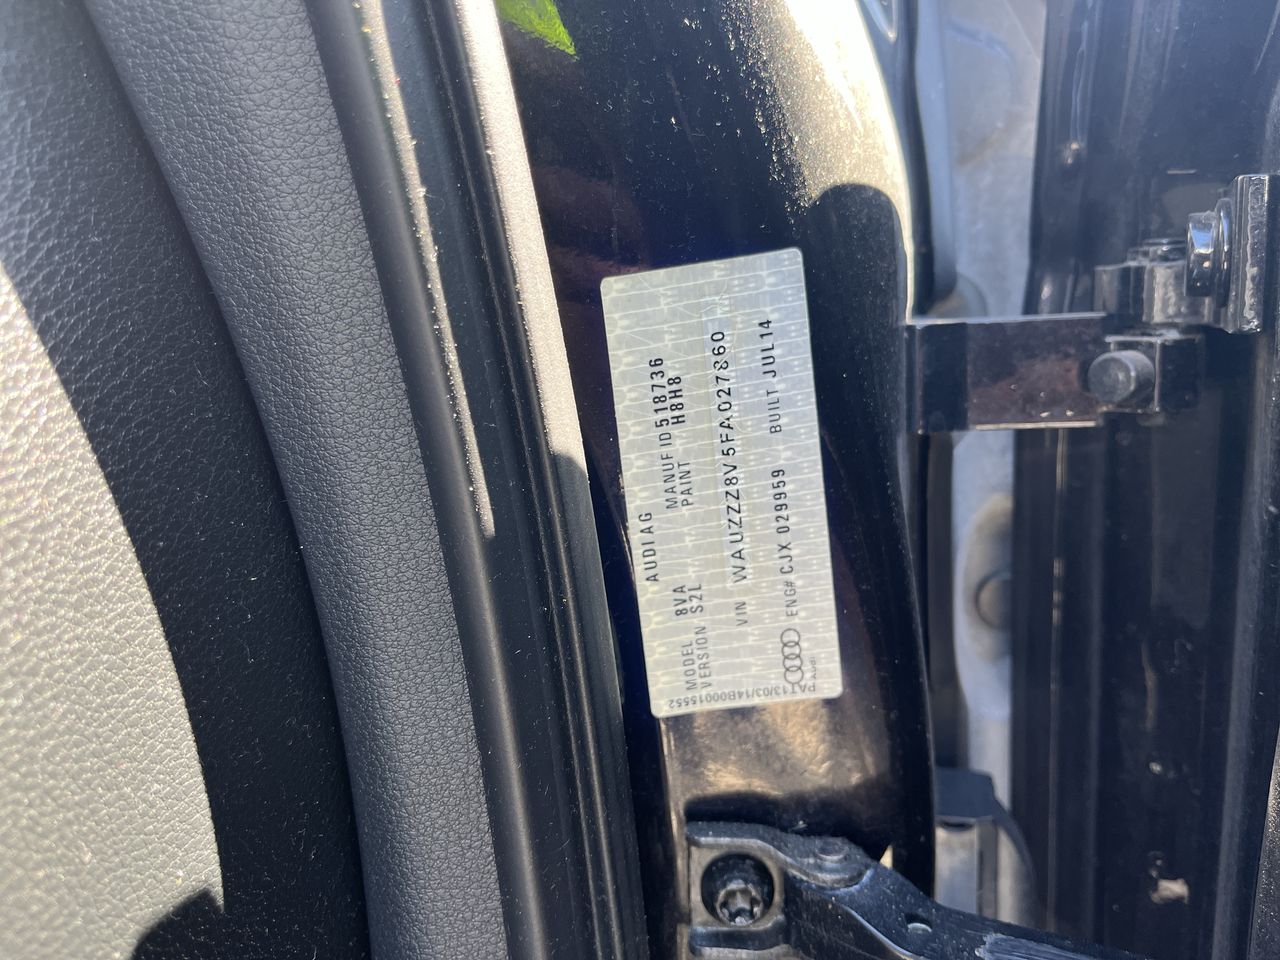 AUDI AG
MODEL 8VA MANUF ID 518736
VERSION S2L PAINT H8H8
VIN WAUZZZ8V5FA027860
ENG# CJX 029959 BUILT JUL14
Audi
PAT13/03/14B00015552